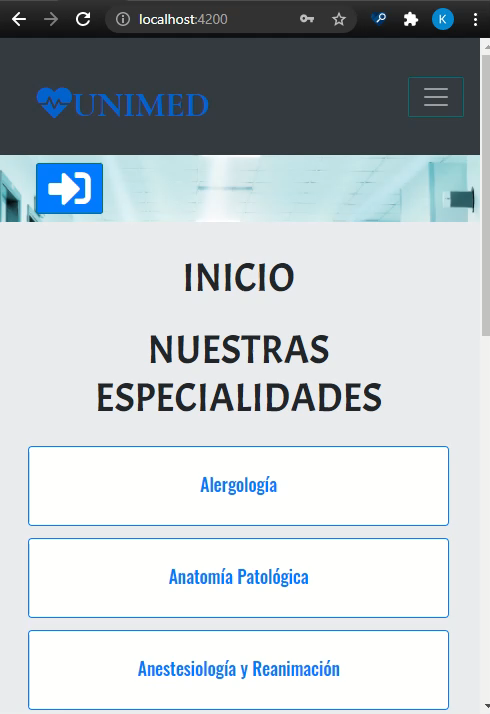 localhost:4200
K
UNIMED
INICIO
NUESTRAS
ESPECIALIDADES
Alergología
Anatomía Patológica
Anestesiología y Reanimación